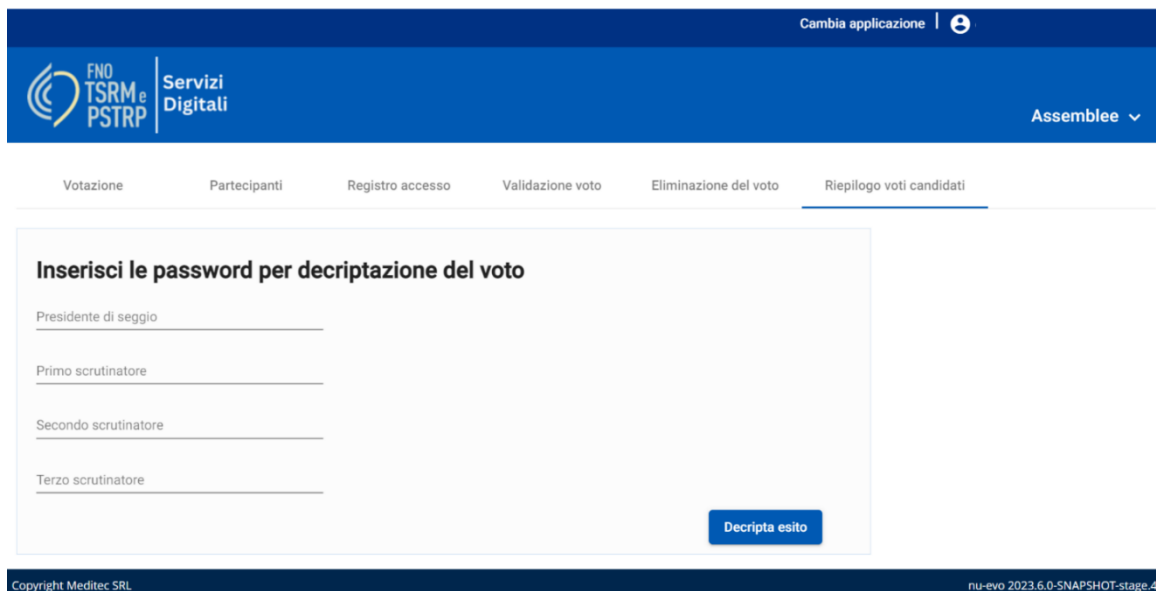 Cambia applicazione |
FNO
TSRM e
PSTRP
Servizi
Digitali
Assemblee
Votazione Partecipanti Registro accesso Validazione voto Eliminazione del voto Riepilogo voti candidati
Inserisci le password per decriptazione del voto
Presidente di seggio
Primo scrutinatore
Secondo scrutinatore
Terzo scrutinatore
Decripta esito
Copyright Meditec SRL nu-evo 2023.6.0-SNAPSHOT-stage.4